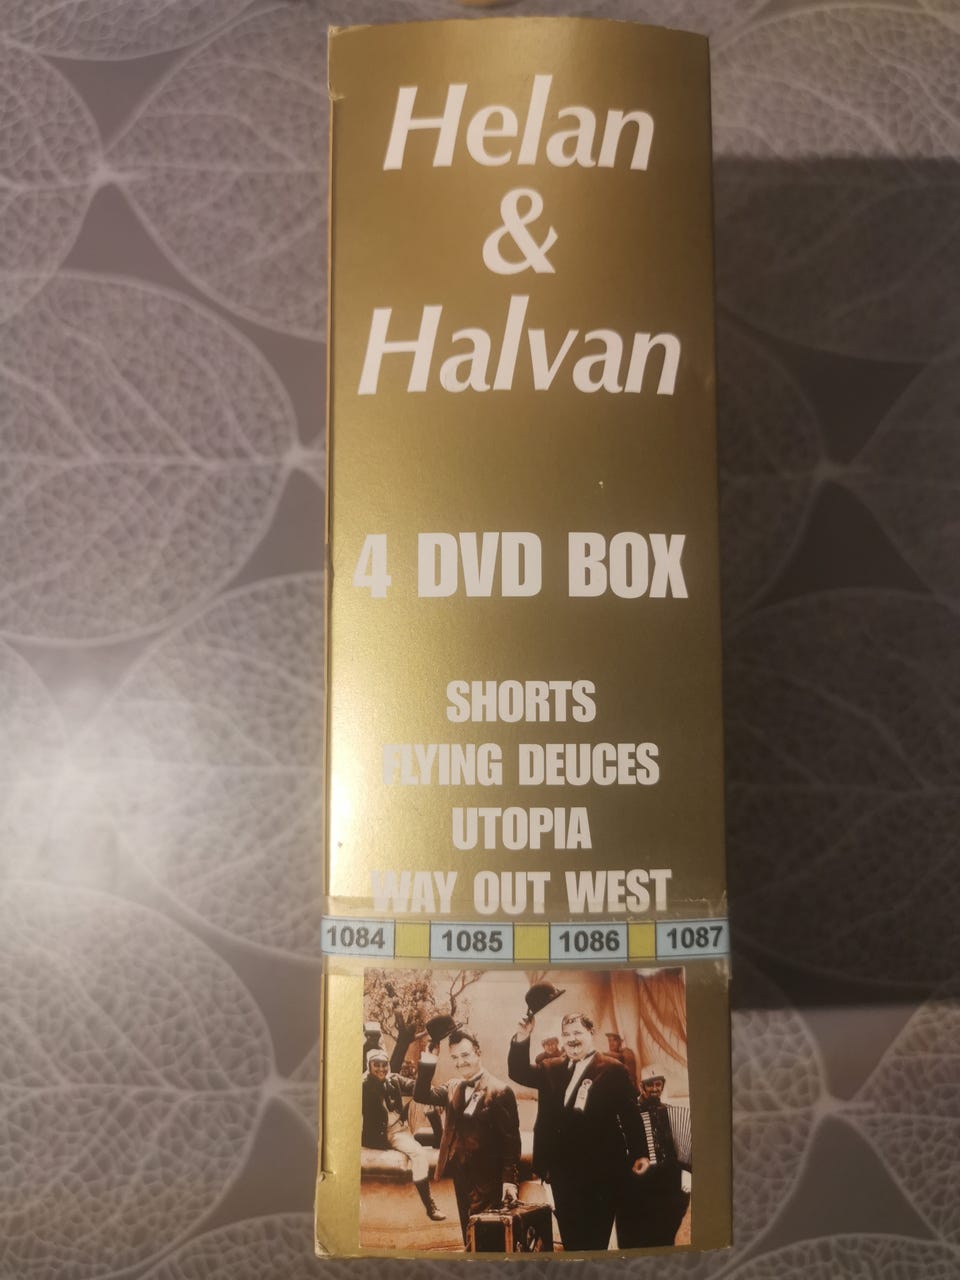 Helan
&
Halvan
4 DVD BOX
SHORTS
FLYING DEUCES
UTOPIA
WAY OUT WEST
1084 1085 1086 1087